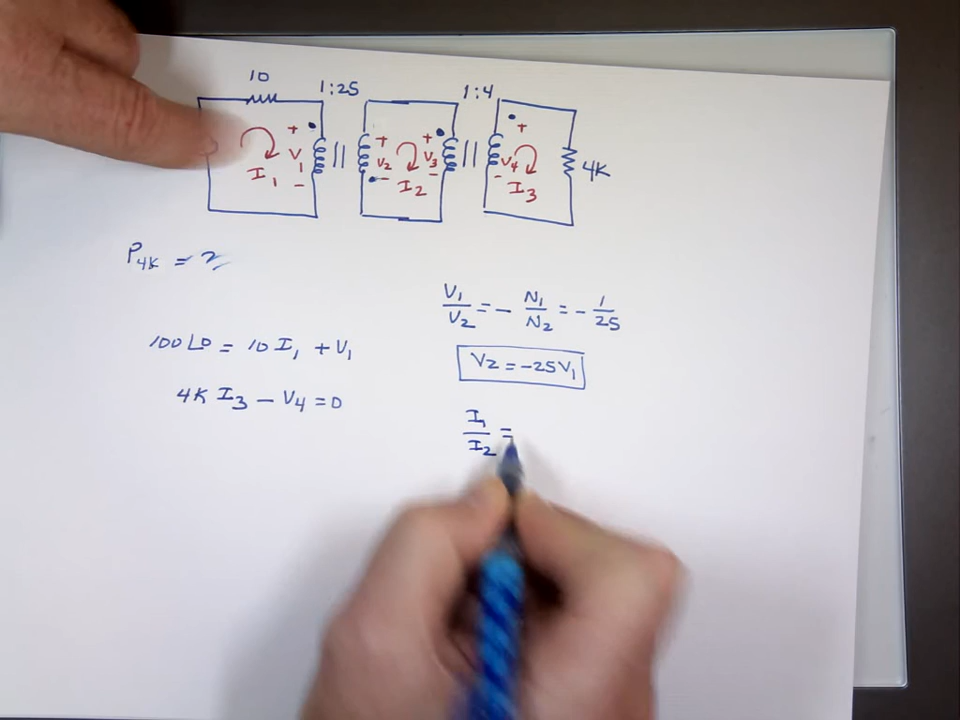 10
1:25
1:4
+
V1
-
I1
+
V2
-
I2
+
V3
-
+
V4
-
I3
4K
P4K = ?
100∠0 = 10 I1 + V1
4K I3 - V4 = 0
V1/V2 = - N1/N2 = - 1/25
V2 = -25V1
I1/I2 =